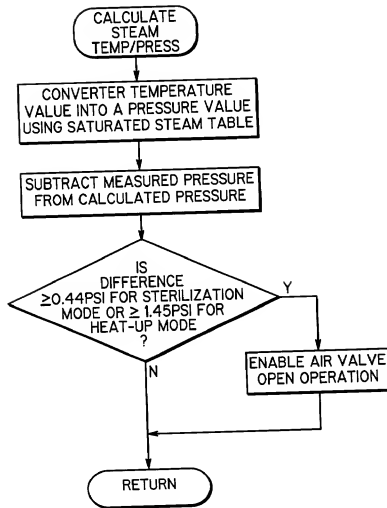 CALCULATE
STEAM
TEMP/PRESS
CONVERTER TEMPERATURE
VALUE INTO A PRESSURE VALUE
USING SATURATED STEAM TABLE
SUBTRACT MEASURED PRESSURE
FROM CALCULATED PRESSURE
IS
DIFFERENCE
≥0.44PSI FOR STERILIZATION
MODE OR ≥ 1.45PSI FOR
HEAT-UP MODE
?
Y
N
ENABLE AIR VALVE
OPEN OPERATION
RETURN